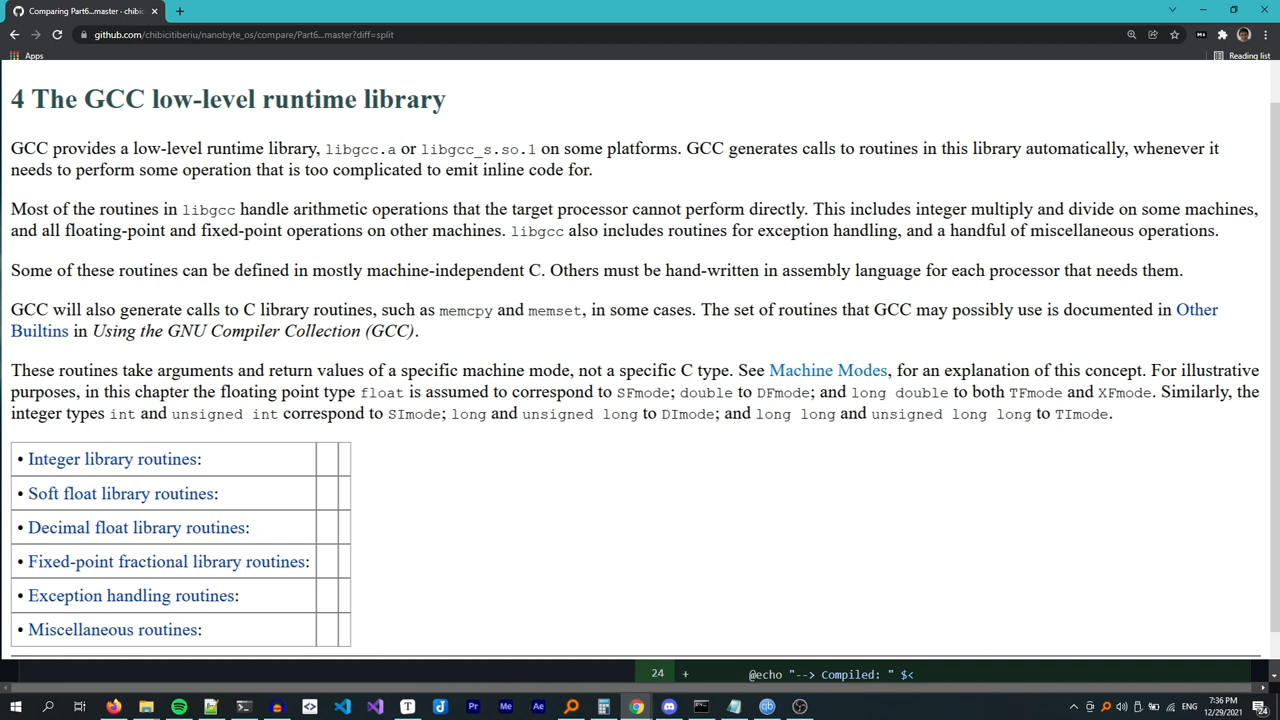 Comparing Part6...master · chibic
github.com/chibicitiberiu/nanobyte_os/compare/Part6...master?diff=split
Apps
Reading list
4 The GCC low-level runtime library
GCC provides a low-level runtime library, libgcc.a or libgcc_s.so.1 on some platforms. GCC generates calls to routines in this library automatically, whenever it
needs to perform some operation that is too complicated to emit inline code for.
Most of the routines in libgcc handle arithmetic operations that the target processor cannot perform directly. This includes integer multiply and divide on some machines,
and all floating-point and fixed-point operations on other machines. libgcc also includes routines for exception handling, and a handful of miscellaneous operations.
Some of these routines can be defined in mostly machine-independent C. Others must be hand-written in assembly language for each processor that needs them.
GCC will also generate calls to C library routines, such as memcpy and memset, in some cases. The set of routines that GCC may possibly use is documented in Other
Builtins in Using the GNU Compiler Collection (GCC).
These routines take arguments and return values of a specific machine mode, not a specific C type. See Machine Modes, for an explanation of this concept. For illustrative
purposes, in this chapter the floating point type float is assumed to correspond to SFmode; double to DFmode; and long double to both TFmode and XFmode. Similarly, the
integer types int and unsigned int correspond to SImode; long and unsigned long to DImode; and long long and unsigned long long to TImode.
• Integer library routines:
• Soft float library routines:
• Decimal float library routines:
• Fixed-point fractional library routines:
• Exception handling routines:
• Miscellaneous routines:
24 + @echo "--> Compiled: " $<
Pr
Me
Ae
T
ENG
7:36 PM
12/29/2021
24